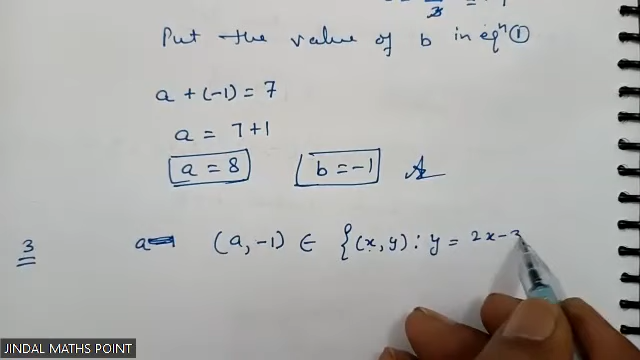 Put the value of b in eqn ①
a + (-1) = 7
a = 7+1
a = 8 b = -1
3 (a, -1) ∈ {(x, y) : y = 2x-3
JINDAL MATHS POINT